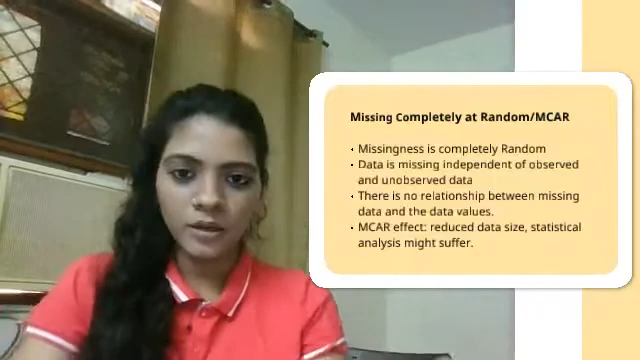 Missing Completely at Random/MCAR
• Missingness is completely Random
• Data is missing independent of observed
and unobserved data
• There is no relationship between missing
data and the data values.
• MCAR effect: reduced data size, statistical
analysis might suffer.